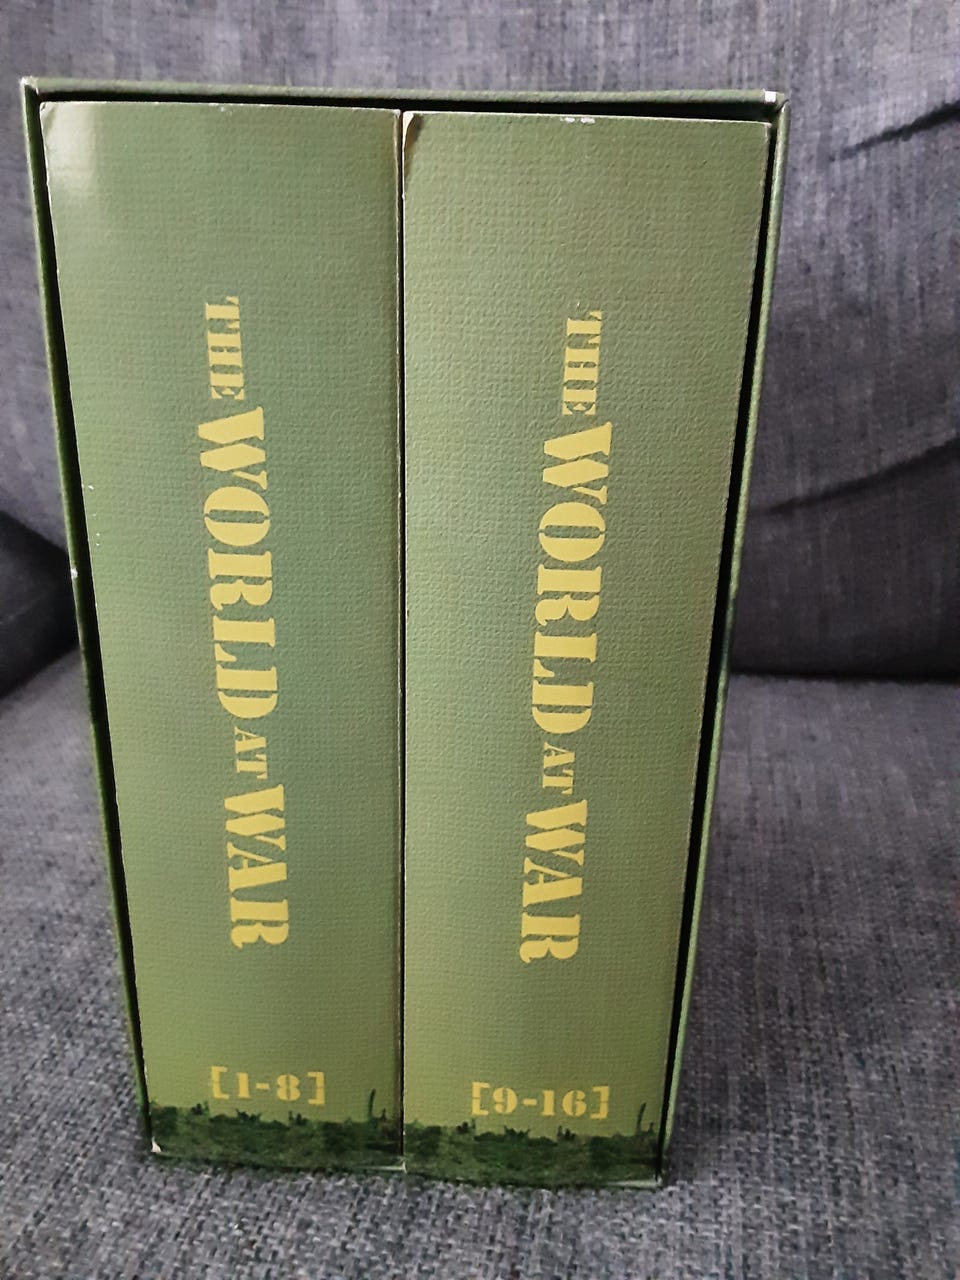 THE WORLD AT WAR
[1-8]
THE WORLD AT WAR
[9-16]